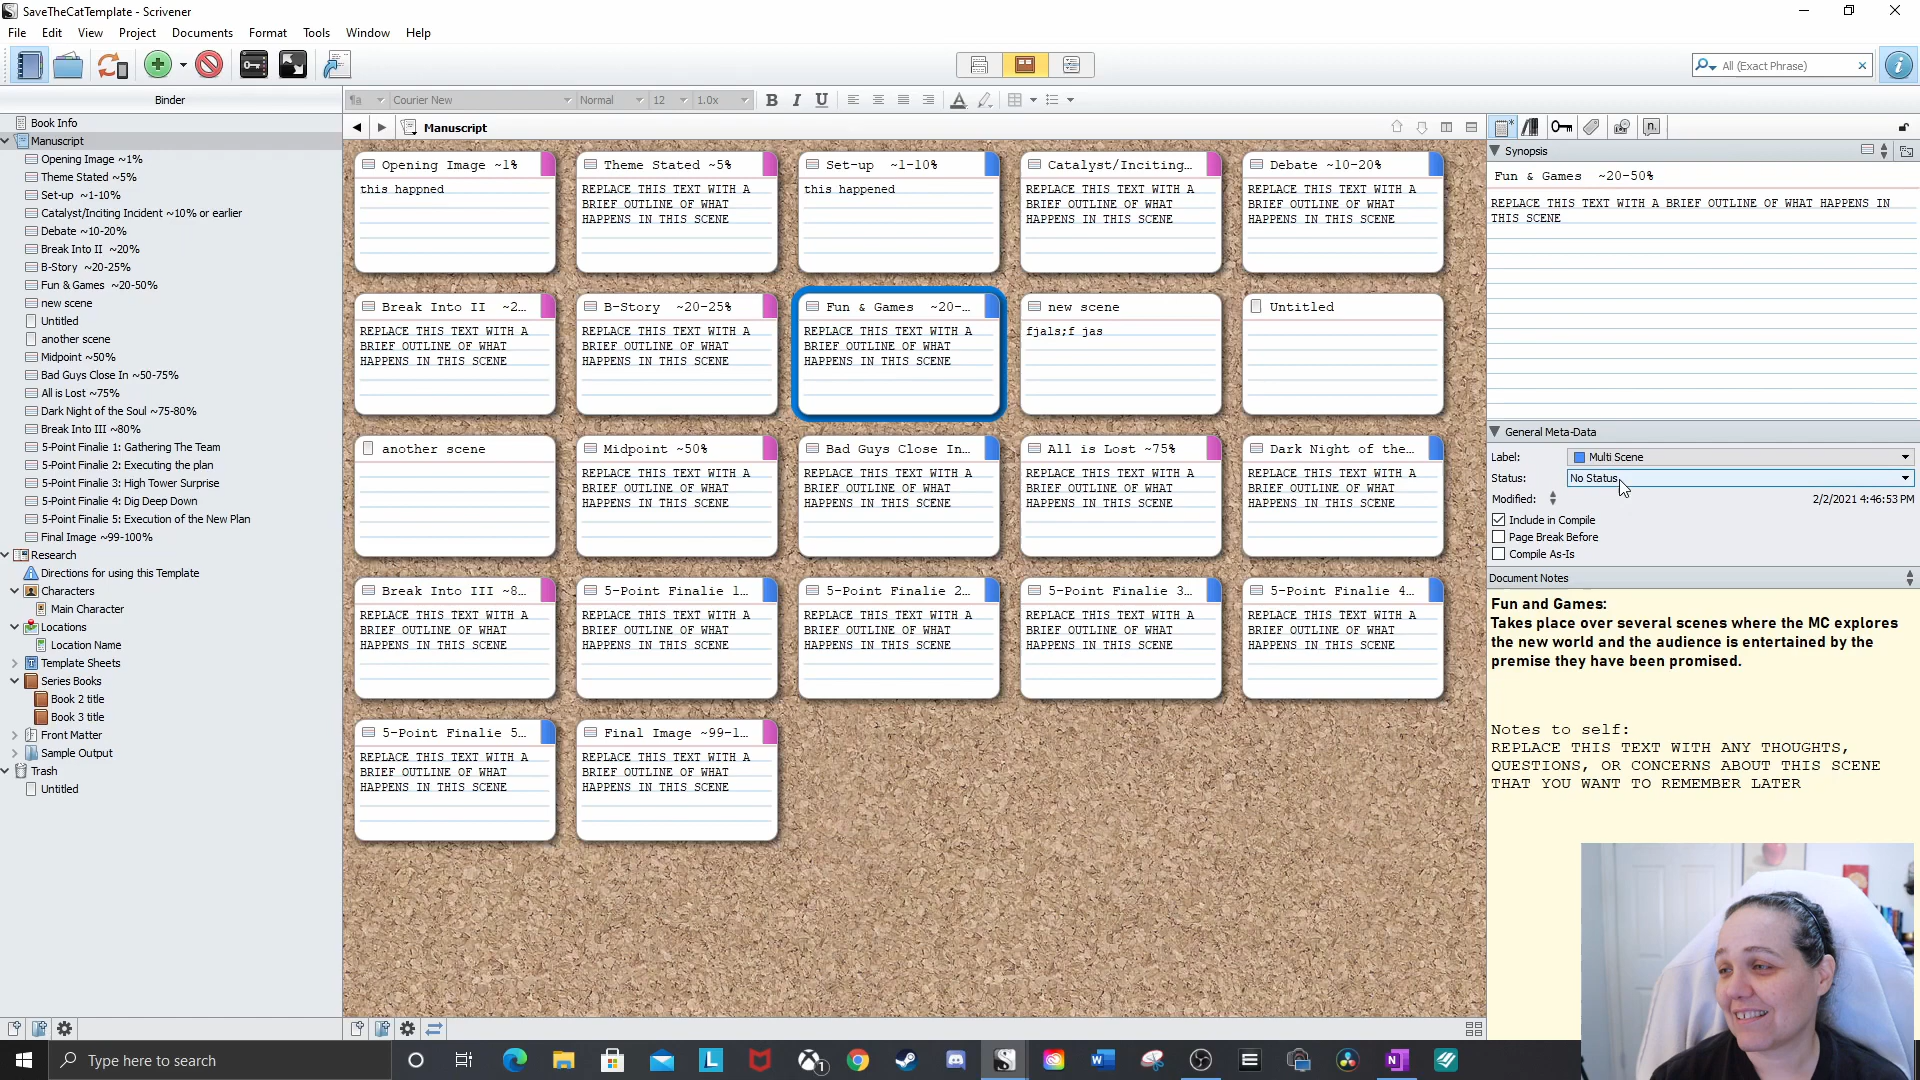 SaveTheCatTemplate - Scrivener
File Edit View Project Documents Format Tools Window Help
All (Exact Phrase)
Binder
Courier New Normal 12 1.0x B I U
Book Info
Manuscript
Opening Image ~1%
Theme Stated ~5%
Set-up ~1-10%
Catalyst/Inciting Incident ~10% or earlier
Debate ~10-20%
Break Into II ~20%
B-Story ~20-25%
Fun & Games ~20-50%
new scene
Untitled
another scene
Midpoint ~50%
Bad Guys Close In ~50-75%
All is Lost ~75%
Dark Night of the Soul ~75-80%
Break Into III ~80%
5-Point Finalie 1: Gathering The Team
5-Point Finalie 2: Executing the plan
5-Point Finalie 3: High Tower Surprise
5-Point Finalie 4: Dig Deep Down
5-Point Finalie 5: Execution of the New Plan
Final Image ~99-100%
Research
Directions for using this Template
Characters
Main Character
Locations
Location Name
Template Sheets
Series Books
Book 2 title
Book 3 title
Front Matter
Sample Output
Trash
Untitled
Manuscript
Opening Image ~1%
this happned
Theme Stated ~5%
REPLACE THIS TEXT WITH A
BRIEF OUTLINE OF WHAT
HAPPENS IN THIS SCENE
Set-up ~1-10%
this happened
Catalyst/Inciting...
REPLACE THIS TEXT WITH A
BRIEF OUTLINE OF WHAT
HAPPENS IN THIS SCENE
Debate ~10-20%
REPLACE THIS TEXT WITH A
BRIEF OUTLINE OF WHAT
HAPPENS IN THIS SCENE
Break Into II ~2...
REPLACE THIS TEXT WITH A
BRIEF OUTLINE OF WHAT
HAPPENS IN THIS SCENE
B-Story ~20-25%
REPLACE THIS TEXT WITH A
BRIEF OUTLINE OF WHAT
HAPPENS IN THIS SCENE
Fun & Games ~20-...
REPLACE THIS TEXT WITH A
BRIEF OUTLINE OF WHAT
HAPPENS IN THIS SCENE
new scene
fjals;f jas
Untitled
another scene
Midpoint ~50%
REPLACE THIS TEXT WITH A
BRIEF OUTLINE OF WHAT
HAPPENS IN THIS SCENE
Bad Guys Close In...
REPLACE THIS TEXT WITH A
BRIEF OUTLINE OF WHAT
HAPPENS IN THIS SCENE
All is Lost ~75%
REPLACE THIS TEXT WITH A
BRIEF OUTLINE OF WHAT
HAPPENS IN THIS SCENE
Dark Night of the...
REPLACE THIS TEXT WITH A
BRIEF OUTLINE OF WHAT
HAPPENS IN THIS SCENE
Break Into III ~8...
REPLACE THIS TEXT WITH A
BRIEF OUTLINE OF WHAT
HAPPENS IN THIS SCENE
5-Point Finalie 1...
REPLACE THIS TEXT WITH A
BRIEF OUTLINE OF WHAT
HAPPENS IN THIS SCENE
5-Point Finalie 2...
REPLACE THIS TEXT WITH A
BRIEF OUTLINE OF WHAT
HAPPENS IN THIS SCENE
5-Point Finalie 3...
REPLACE THIS TEXT WITH A
BRIEF OUTLINE OF WHAT
HAPPENS IN THIS SCENE
5-Point Finalie 4...
REPLACE THIS TEXT WITH A
BRIEF OUTLINE OF WHAT
HAPPENS IN THIS SCENE
5-Point Finalie 5...
REPLACE THIS TEXT WITH A
BRIEF OUTLINE OF WHAT
HAPPENS IN THIS SCENE
Final Image ~99-1...
REPLACE THIS TEXT WITH A
BRIEF OUTLINE OF WHAT
HAPPENS IN THIS SCENE
Synopsis
Fun & Games ~20-50%
REPLACE THIS TEXT WITH A BRIEF OUTLINE OF WHAT HAPPENS IN
THIS SCENE
General Meta-Data
Label: Multi Scene
Status: No Status
Modified: 2/2/2021 4:46:53 PM
Include in Compile
Page Break Before
Compile As-Is
Document Notes
Fun and Games:
Takes place over several scenes where the MC explores
the new world and the audience is entertained by the
premise they have been promised.
Notes to self:
REPLACE THIS TEXT WITH ANY THOUGHTS,
QUESTIONS, OR CONCERNS ABOUT THIS SCENE
THAT YOU WANT TO REMEMBER LATER
Type here to search